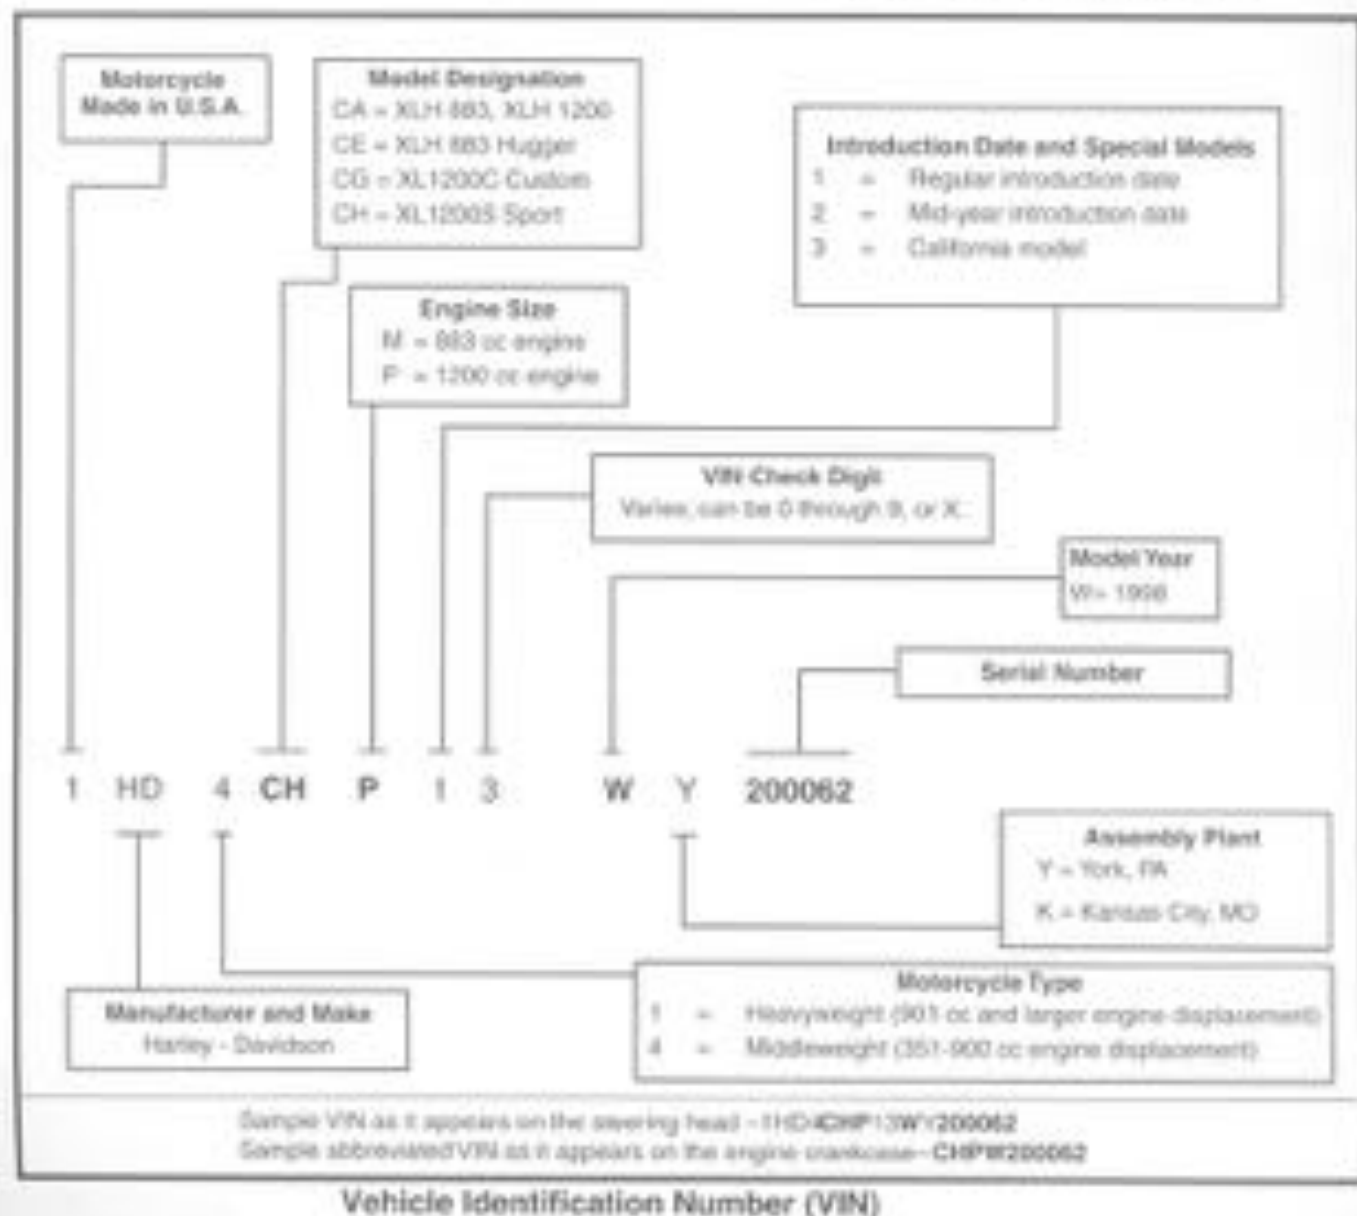 Motorcycle
Made in U.S.A.
Model Designation
CA = XLH 883, XLH 1200
CE = XLH 883 Hugger
CG = XL1200C Custom
CH = XL1200S Sport
Introduction Date and Special Models
1 = Regular introduction date
2 = Mid-year introduction date
3 = California model
Engine Size
M = 883 cc engine
P = 1200 cc engine
VIN Check Digit
Varies, can be 0 through 9, or X.
Model Year
W= 1998
Serial Number
1 HD 4 CH P 1 3 W Y 200062
Assembly Plant
Y = York, PA
K = Kansas City, MO
Motorcycle Type
1 = Heavyweight (901 cc and larger engine displacement)
4 = Middleweight (351-900 cc engine displacement)
Manufacturer and Make
Harley - Davidson
Sample VIN as it appears on the steering head -1HD4CHP13WY200062
Sample abbreviated VIN as it appears on the engine crankcase-CHPW200062
Vehicle Identification Number (VIN)